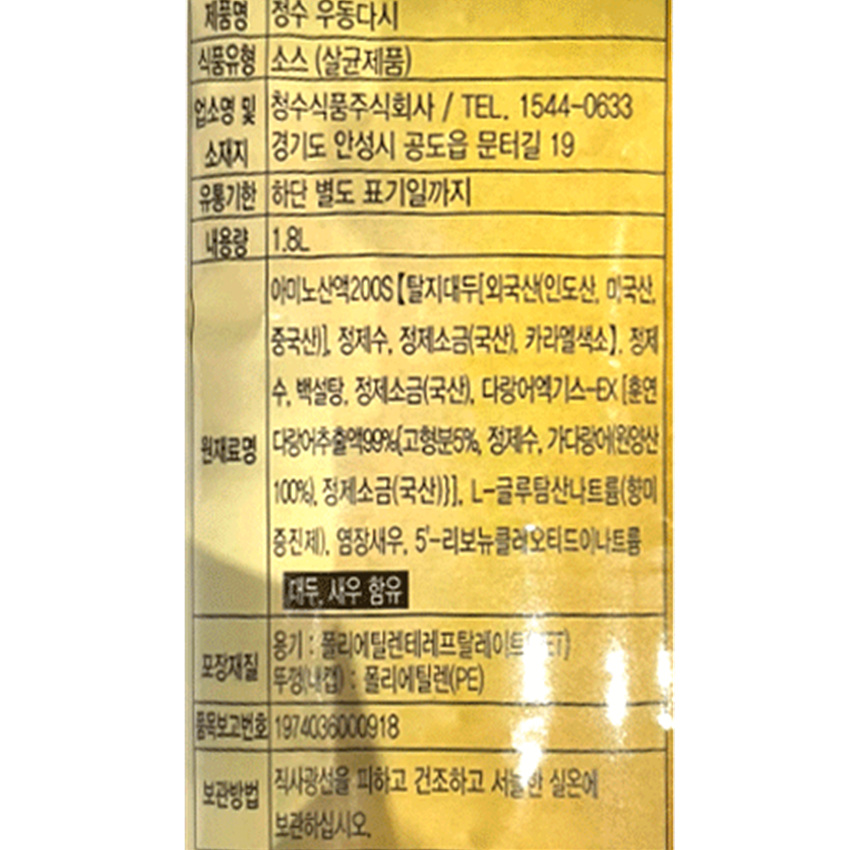 제품명 청수 우동다시
식품유형 소스 (살균제품)
업소명 및 청수식품주식회사 / TEL. 1544-0633
소재지 경기도 안성시 공도읍 문터길 19
유통기한 하단 별도 표기일까지
내용량 1.8L
아미노산액200S【탈지대두[외국산(인도산, 미국산,
중국산)], 정제수, 정제소금(국산), 카라멜색소】, 정제
수, 백설탕, 정제소금(국산), 다랑어엑기스-EX [훈연
원재료명 다랑어추출액99%{고형분5%, 정제수, 가다랑어(원양산
100%), 정제소금(국산)}], L-글루탐산나트륨(향미
증진제), 염장새우, 5'-리보뉴클레오티드이나트륨
대두, 새우 함유
포장재질 용기 : 폴리에틸렌테레프탈레이트(PET)
뚜껑(내캡) : 폴리에틸렌(PE)
품목보고번호 1974036000918
보관방법 직사광선을 피하고 건조하고 서늘한 실온에
보관하십시오.